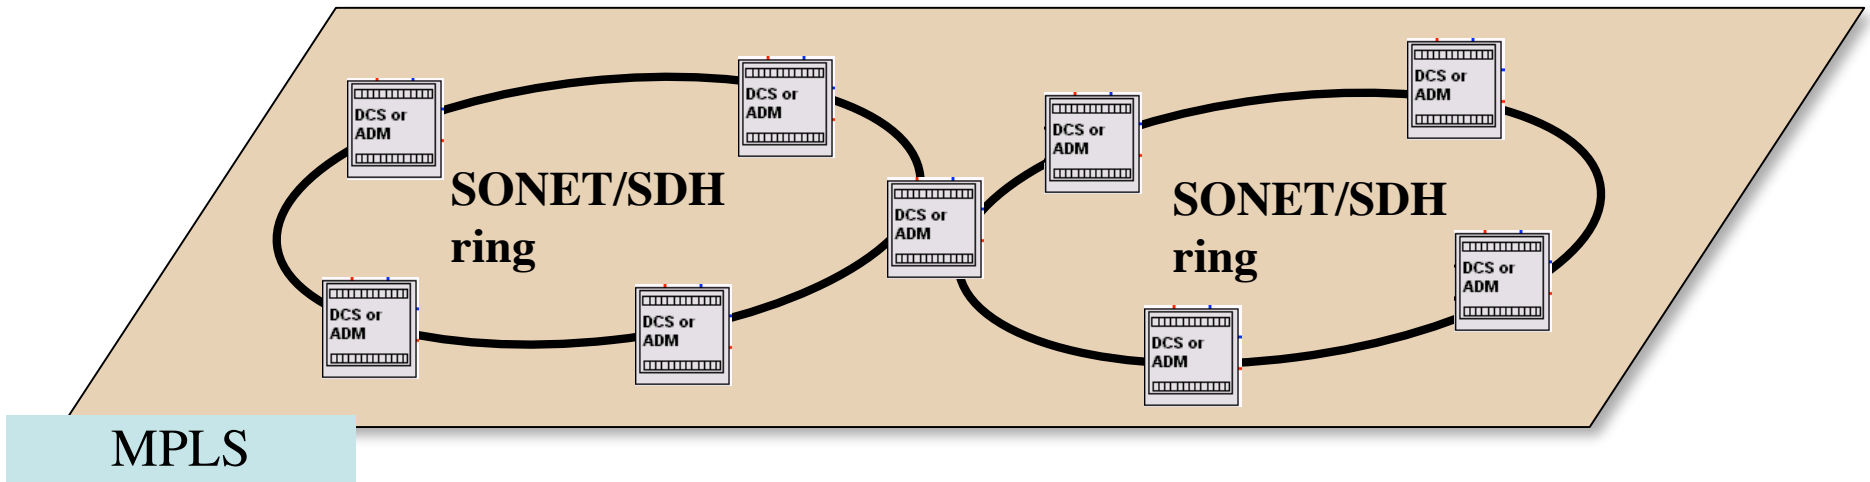 DCS or
ADM
DCS or
ADM
DCS or
ADM
DCS or
ADM
SONET/SDH
ring
SONET/SDH
ring
DCS or
ADM
DCS or
ADM
DCS or
ADM
DCS or
ADM
DCS or
ADM
MPLS